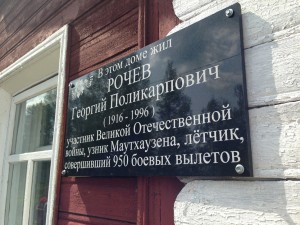 В этом доме жил
РОЧЕВ
Георгий Поликарпович
( 1916 - 1996 )
участник Великой Отечественной
войны, узник Маутхаузена, лётчик,
совершивший 950 боевых вылетов